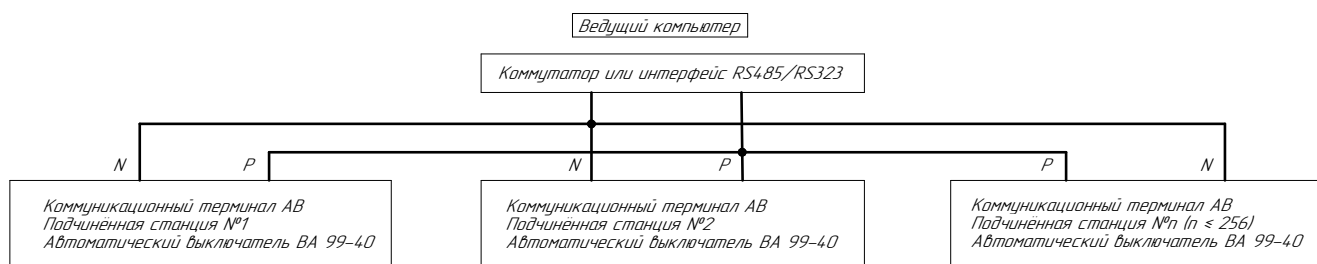 Ведущий компьютер
Коммутатор или интерфейс RS485/RS323
N
P
N
P
P
N
Коммуникационный терминал АВ
Подчинённая станция №1
Автоматический выключатель ВА 99-40
Коммуникационный терминал АВ
Подчинённая станция №2
Автоматический выключатель ВА 99-40
Коммуникационный терминал АВ
Подчинённая станция №n (n ≤ 256)
Автоматический выключатель ВА 99-40